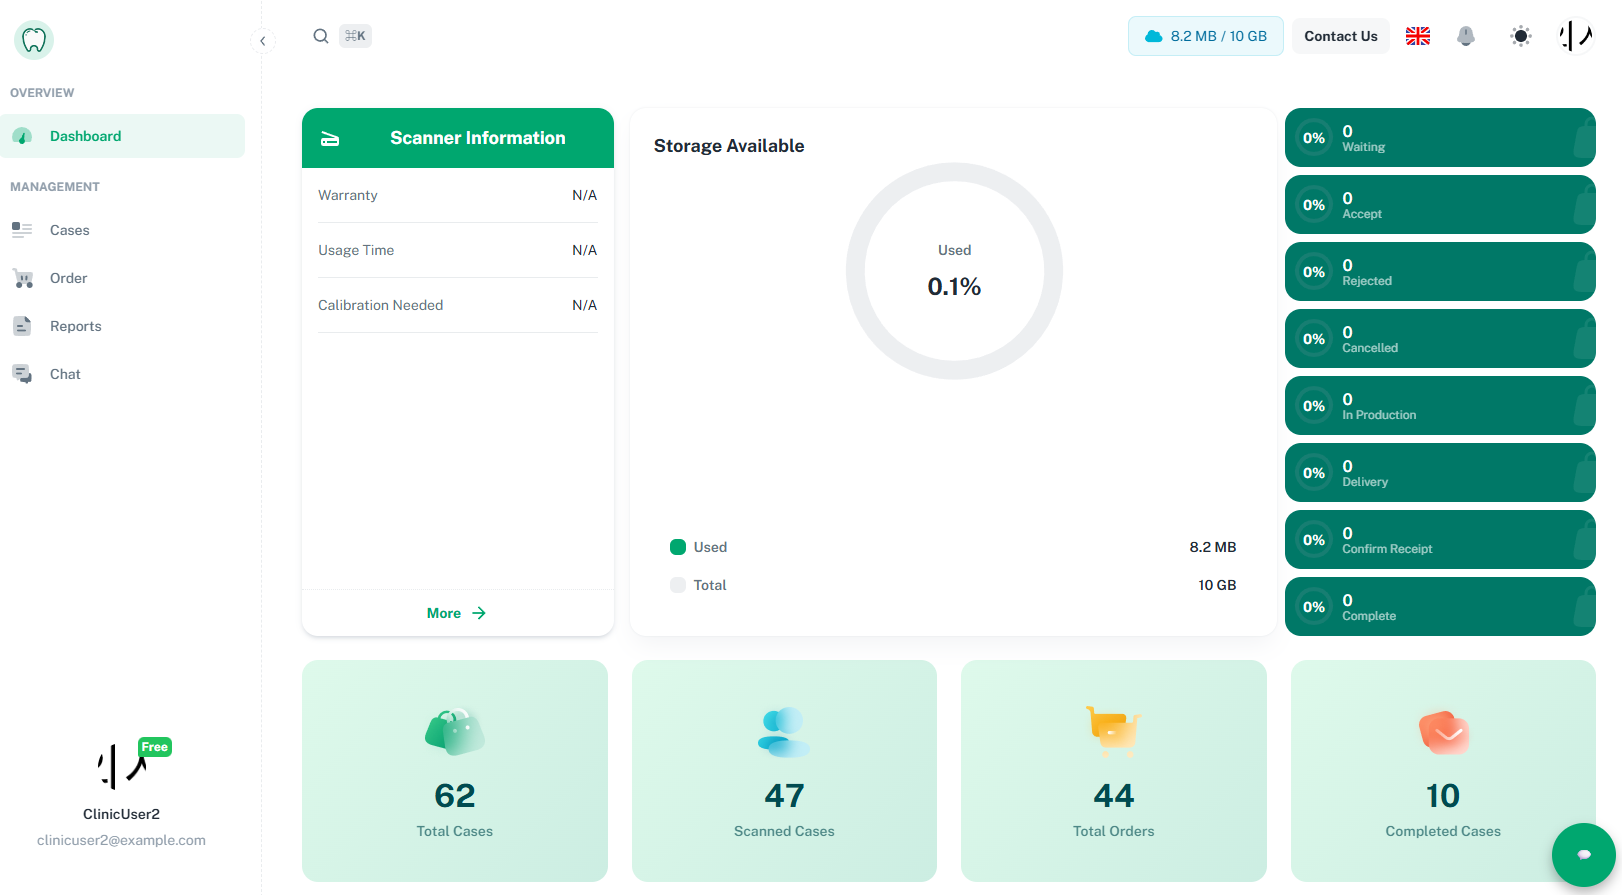 OVERVIEW
Dashboard
MANAGEMENT
Cases
Order
Reports
Chat
Free
ClinicUser2
clinicuser2@example.com
⌘K
8.2 MB / 10 GB
Contact Us
Scanner Information
Warranty N/A
Usage Time N/A
Calibration Needed N/A
More
Storage Available
Used
0.1%
Used 8.2 MB
Total 10 GB
0% 0
Waiting
0% 0
Accept
0% 0
Rejected
0% 0
Cancelled
0% 0
In Production
0% 0
Delivery
0% 0
Confirm Receipt
0% 0
Complete
62
Total Cases
47
Scanned Cases
44
Total Orders
10
Completed Cases